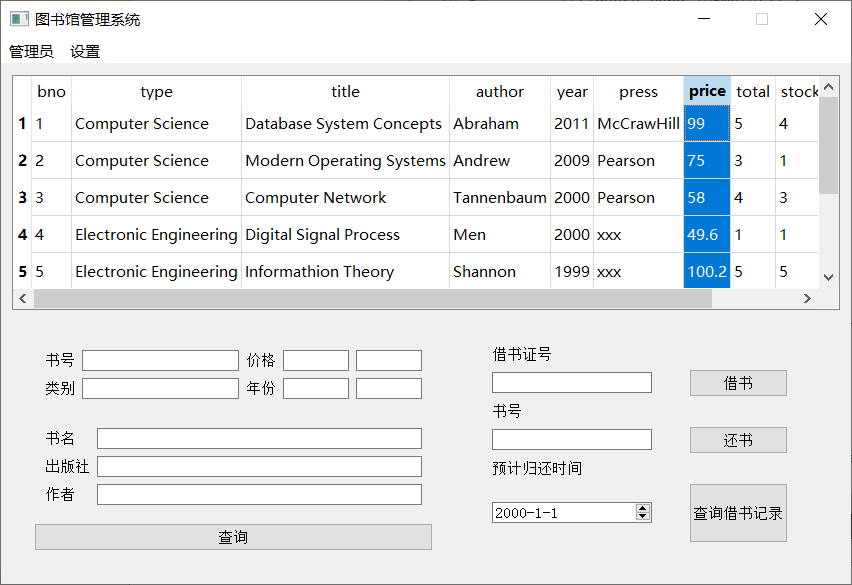 图书馆管理系统
管理员 设置
bno type title author year press price total stock
1 1 Computer Science Database System Concepts Abraham 2011 McCrawHill 99 5 4
2 2 Computer Science Modern Operating Systems Andrew 2009 Pearson 75 3 1
3 3 Computer Science Computer Network Tannenbaum 2000 Pearson 58 4 3
4 4 Electronic Engineering Digital Signal Process Men 2000 xxx 49.6 1 1
5 5 Electronic Engineering Informathion Theory Shannon 1999 xxx 100.2 5 5
书号 价格
类别 年份
书名
出版社
作者
查询
借书证号
借书
书号
还书
预计归还时间
2000-1-1
查询借书记录